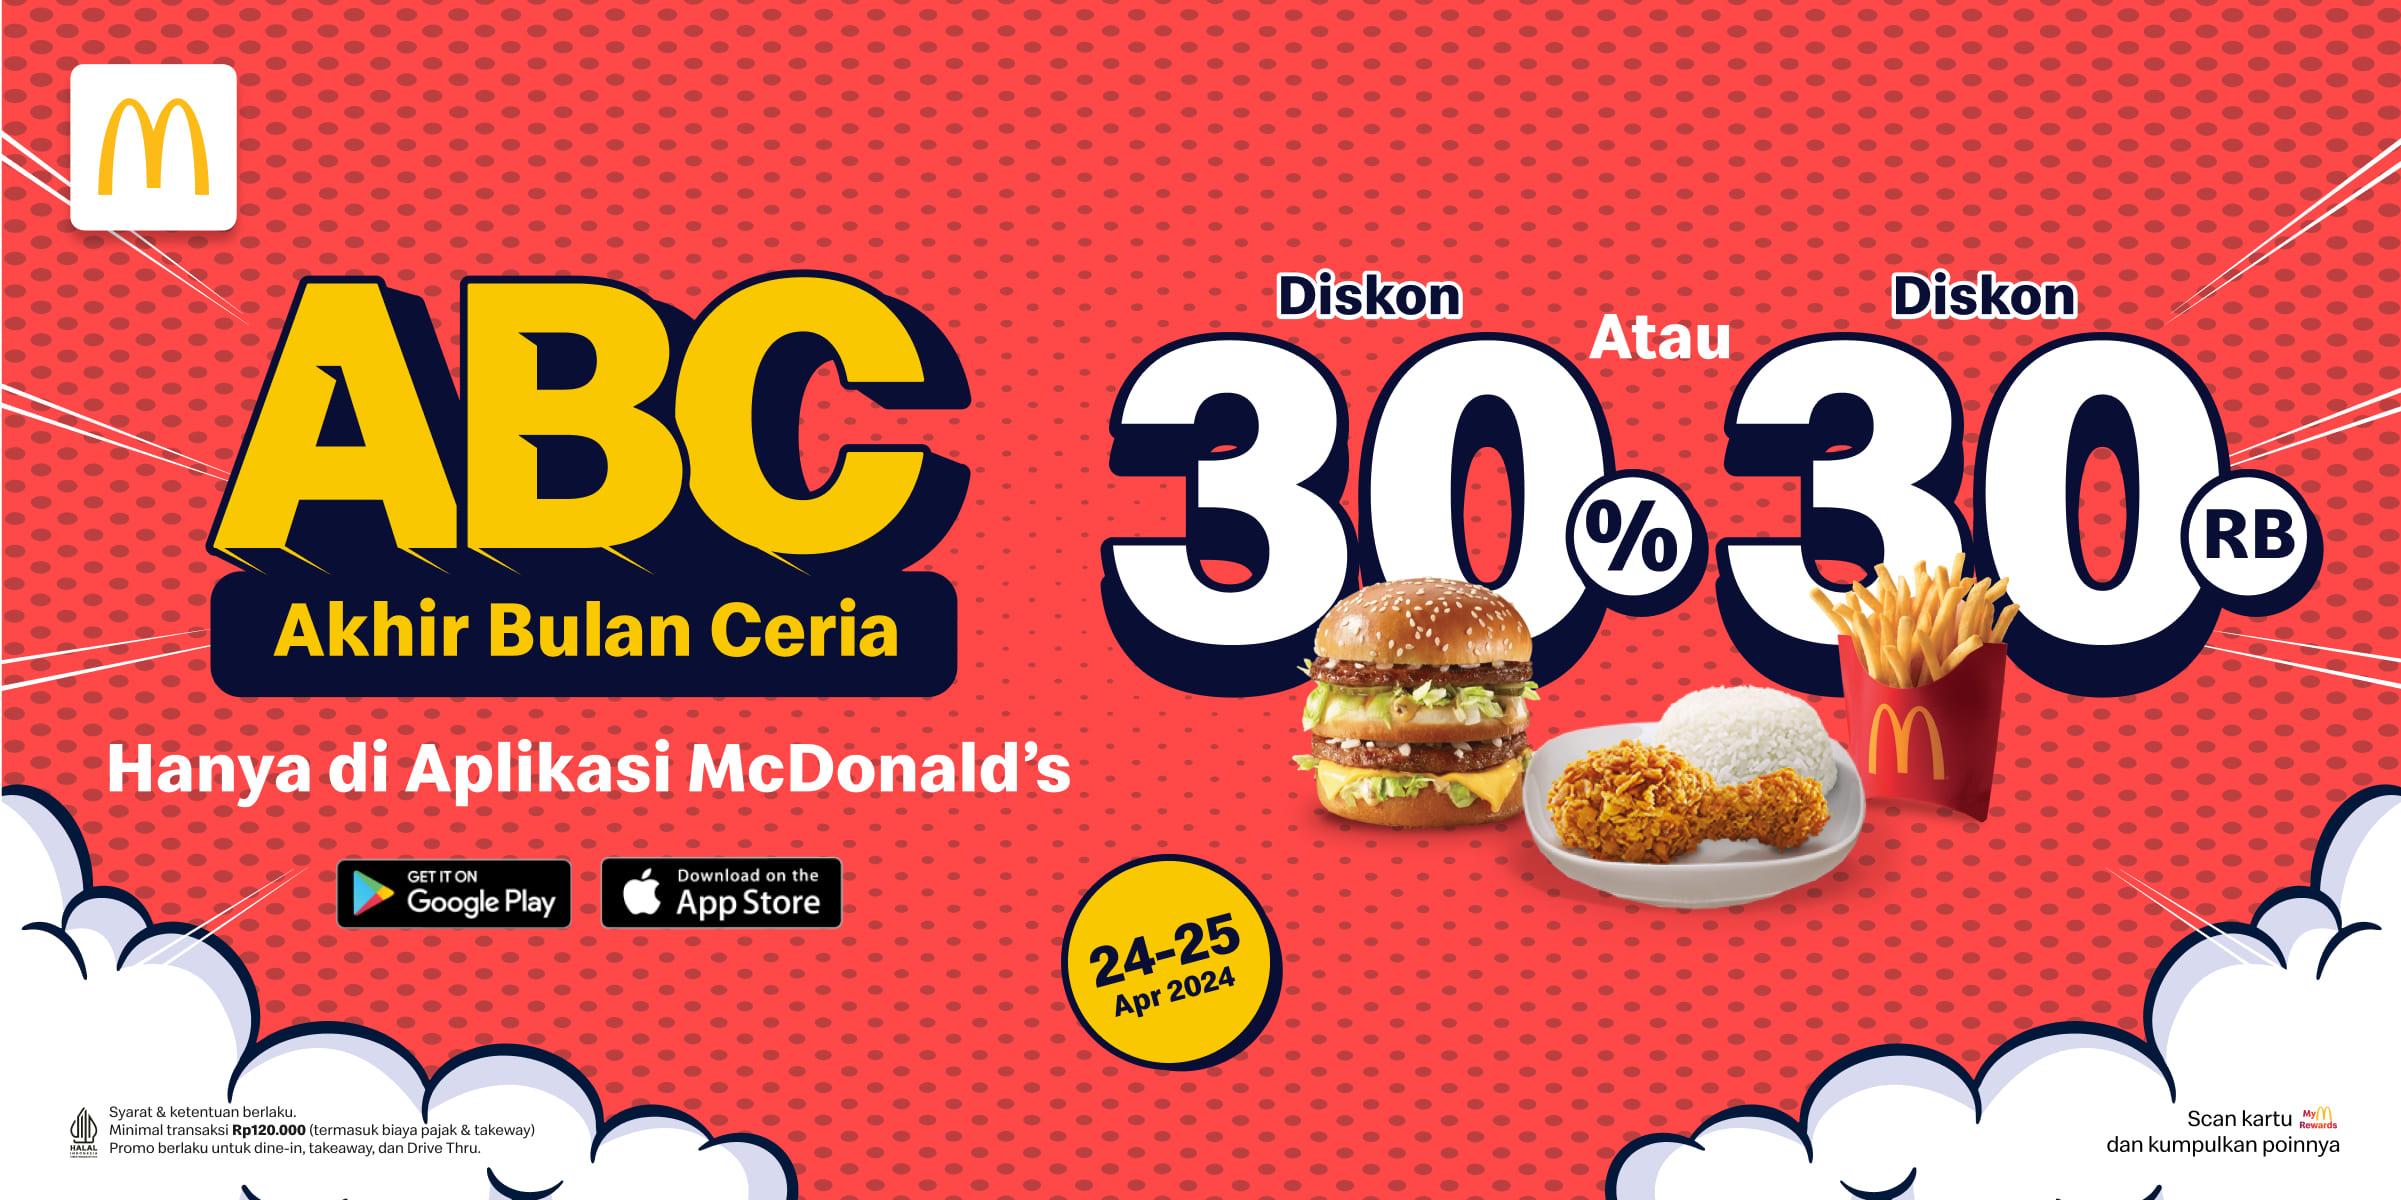 ABC
Akhir Bulan Ceria
Hanya di Aplikasi McDonald’s
GET IT ON
Google Play
Download on the
App Store
Diskon
30%
Atau
Diskon
30 RB
24-25
Apr 2024
Syarat & ketentuan berlaku.
Minimal transaksi Rp120.000 (termasuk biaya pajak & takeway)
Promo berlaku untuk dine-in, takeaway, dan Drive Thru.
HALAL
INDONESIA
Scan kartu My M Rewards
dan kumpulkan poinnya